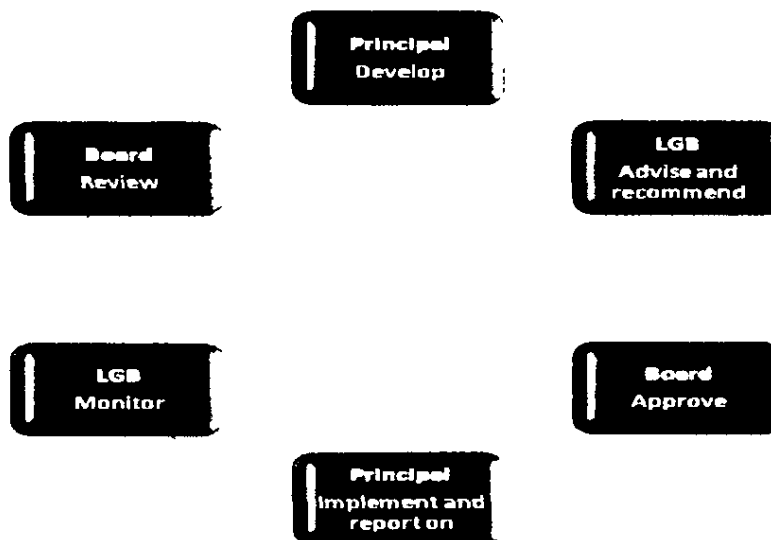 Principal
Develop
Board
Review
LGB
Advise and
recommend
LGB
Monitor
Board
Approve
Principal
Implement and
report on